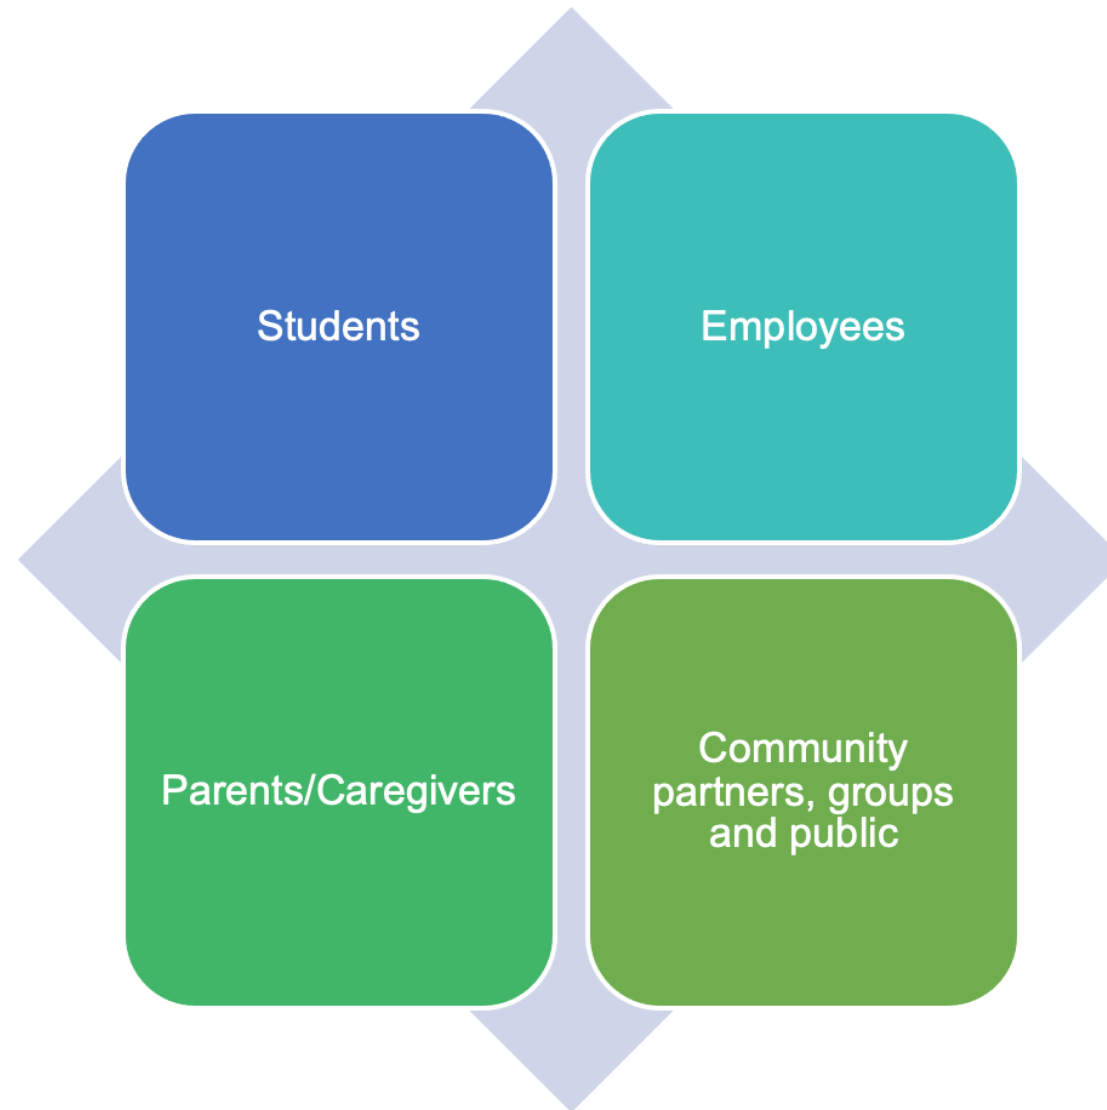 Students
Employees
Parents/Caregivers
Community
partners, groups
and public